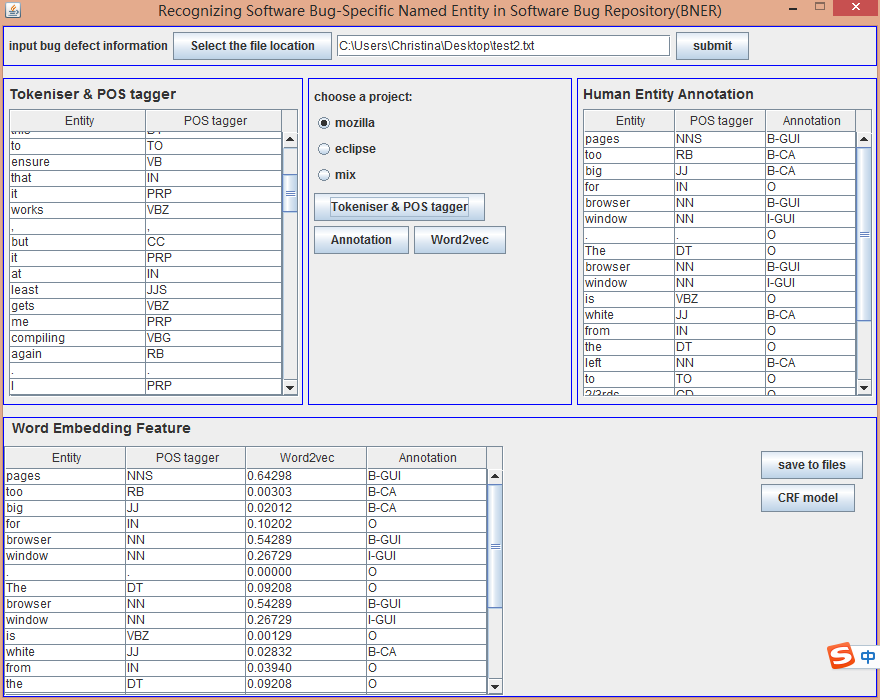 Recognizing Software Bug-Specific Named Entity in Software Bug Repository(BNER)
input bug defect information Select the file location C:\Users\Christina\Desktop\test2.txt submit
Tokeniser & POS tagger
Entity POS tagger
this DT
to TO
ensure VB
that IN
it PRP
works VBZ
, ,
but CC
it PRP
at IN
least JJS
gets VBZ
me PRP
compiling VBG
again RB
. .
I PRP
choose a project:
mozilla
eclipse
mix
Tokeniser & POS tagger
Annotation Word2vec
Human Entity Annotation
Entity POS tagger Annotation
pages NNS B-GUI
too RB B-CA
big JJ B-CA
for IN O
browser NN B-GUI
window NN I-GUI
. . O
The DT O
browser NN B-GUI
window NN I-GUI
is VBZ O
white JJ B-CA
from IN O
the DT O
left NN B-CA
to TO O
2/3rds CD O
Word Embedding Feature
Entity POS tagger Word2vec Annotation
pages NNS 0.64298 B-GUI
too RB 0.00303 B-CA
big JJ 0.02012 B-CA
for IN 0.10202 O
browser NN 0.54289 B-GUI
window NN 0.26729 I-GUI
. . 0.00000 O
The DT 0.09208 O
browser NN 0.54289 B-GUI
window NN 0.26729 I-GUI
is VBZ 0.00129 O
white JJ 0.02832 B-CA
from IN 0.03940 O
the DT 0.09208 O
save to files
CRF model
S 中